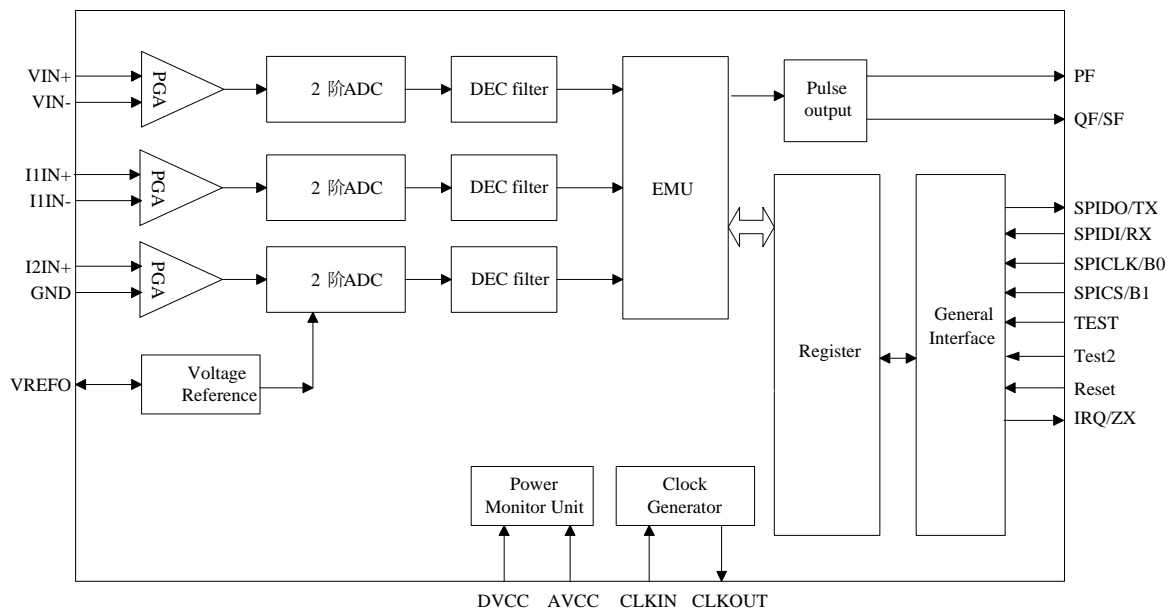 VIN+
VIN-
PGA
2 阶ADC
DEC filter
EMU
Pulse
output
PF
QF/SF
I1IN+
I1IN-
PGA
2 阶ADC
DEC filter
I2IN+
GND
PGA
2 阶ADC
DEC filter
VREFO
Voltage
Reference
Register
General
Interface
SPIDO/TX
SPIDI/RX
SPICLK/B0
SPICS/B1
TEST
Test2
Reset
IRQ/ZX
Power
Monitor Unit
Clock
Generator
DVCC
AVCC
CLKIN
CLKOUT